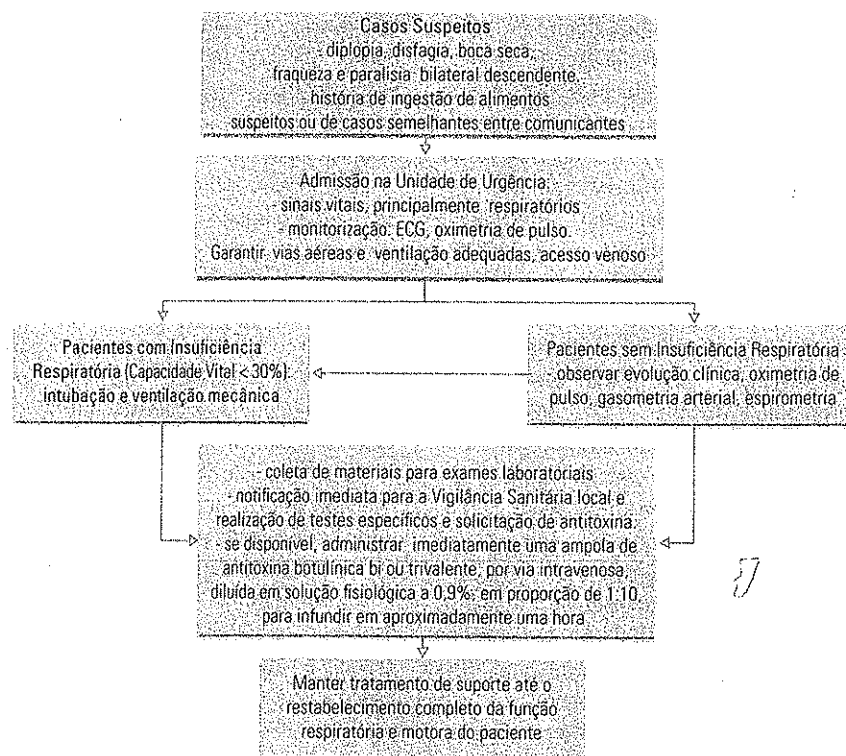 Casos Suspeitos
- diplopia, disfagia, boca seca,
fraqueza e paralisia bilateral descendente,
- história de ingestão de alimentos
suspeitos ou de casos semelhantes entre comunicantes
Admissão na Unidade de Urgência:
- sinais vitais, principalmente respiratórios
- monitorização: ECG, oximetria de pulso.
Garantir vias aéreas e ventilação adequadas, acesso venoso
Pacientes com Insuficiência
Respiratória (Capacidade Vital < 30%):
intubação e ventilação mecânica
Pacientes sem Insuficiência Respiratória
- observar evolução clínica, oximetria de
pulso, gasometria arterial, espirometria
- coleta de materiais para exames laboratoriais
- notificação imediata para a Vigilância Sanitária local e
realização de testes específicos e solicitação de antitoxina.
- se disponível, administrar imediatamente uma ampola de
antitoxina botulínica bi ou trivalente, por via intravenosa,
diluída em solução fisiológica a 0,9%, em proporção de 1:10,
para infundir em aproximadamente uma hora
Manter tratamento de suporte até o
restabelecimento completo da função
respiratória e motora do paciente